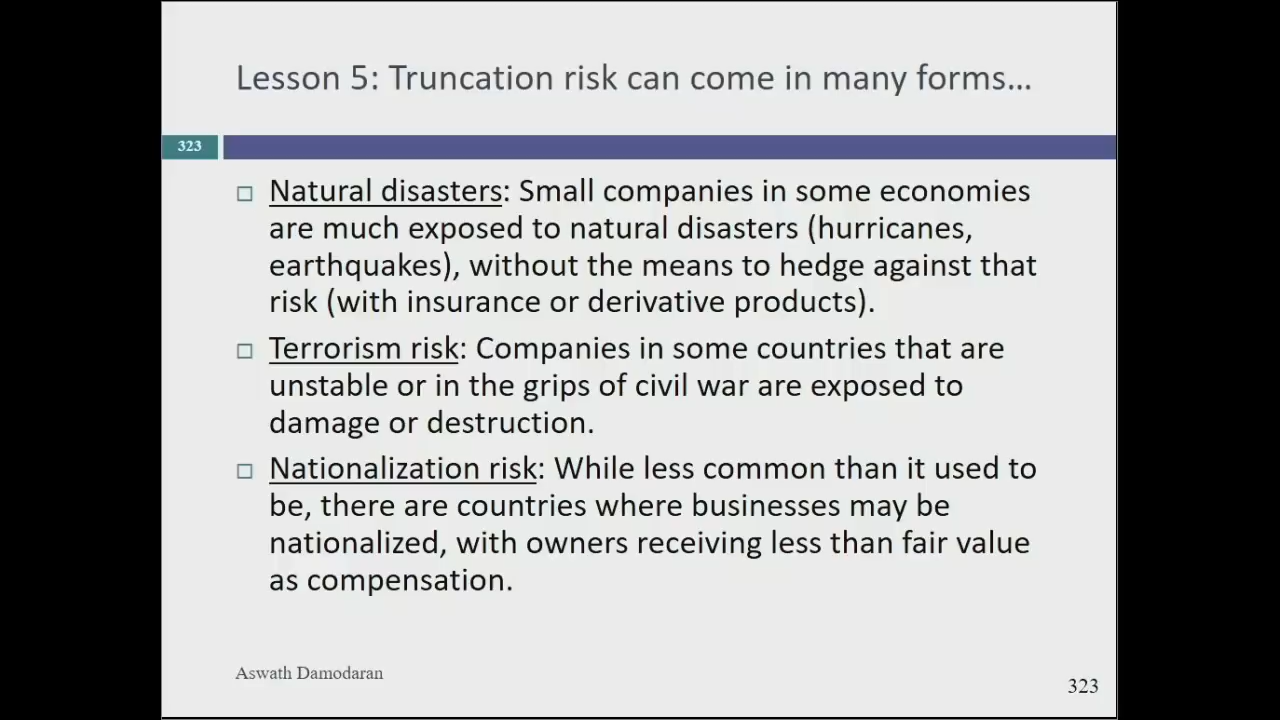 Lesson 5: Truncation risk can come in many forms...
323
Natural disasters: Small companies in some economies
are much exposed to natural disasters (hurricanes,
earthquakes), without the means to hedge against that
risk (with insurance or derivative products).
Terrorism risk: Companies in some countries that are
unstable or in the grips of civil war are exposed to
damage or destruction.
Nationalization risk: While less common than it used to
be, there are countries where businesses may be
nationalized, with owners receiving less than fair value
as compensation.
Aswath Damodaran
323